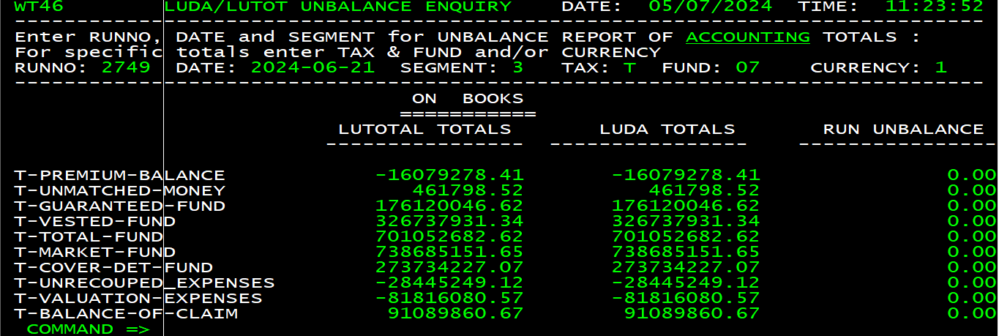 WT46 LUDA/LUTOT UNBALANCE ENQUIRY DATE: 05/07/2024 TIME: 11:23:52
--------------------------------------------------------------------------------
Enter RUNNO, DATE and SEGMENT for UNBALANCE REPORT OF ACCOUNTING TOTALS :
For specific totals enter TAX & FUND and/or CURRENCY
RUNNO: 2749 DATE: 2024-06-21 SEGMENT: 3 TAX: T FUND: 07 CURRENCY: 1
--------------------------------------------------------------------------------
ON BOOKS
===========
LUTOTAL TOTALS LUDA TOTALS RUN UNBALANCE
---------------- ---------------- ----------------
T-PREMIUM-BALANCE -16079278.41 -16079278.41 0.00
T-UNMATCHED-MONEY 461798.52 461798.52 0.00
T-GUARANTEED-FUND 176120046.62 176120046.62 0.00
T-VESTED-FUND 326737931.34 326737931.34 0.00
T-TOTAL-FUND 701052682.62 701052682.62 0.00
T-MARKET-FUND 738685151.65 738685151.65 0.00
T-COVER-DET-FUND 273734227.07 273734227.07 0.00
T-UNRECOUPED_EXPENSES -28445249.12 -28445249.12 0.00
T-VALUATION-EXPENSES -81816080.57 -81816080.57 0.00
T-BALANCE-OF-CLAIM 91089860.67 91089860.67 0.00
COMMAND =>